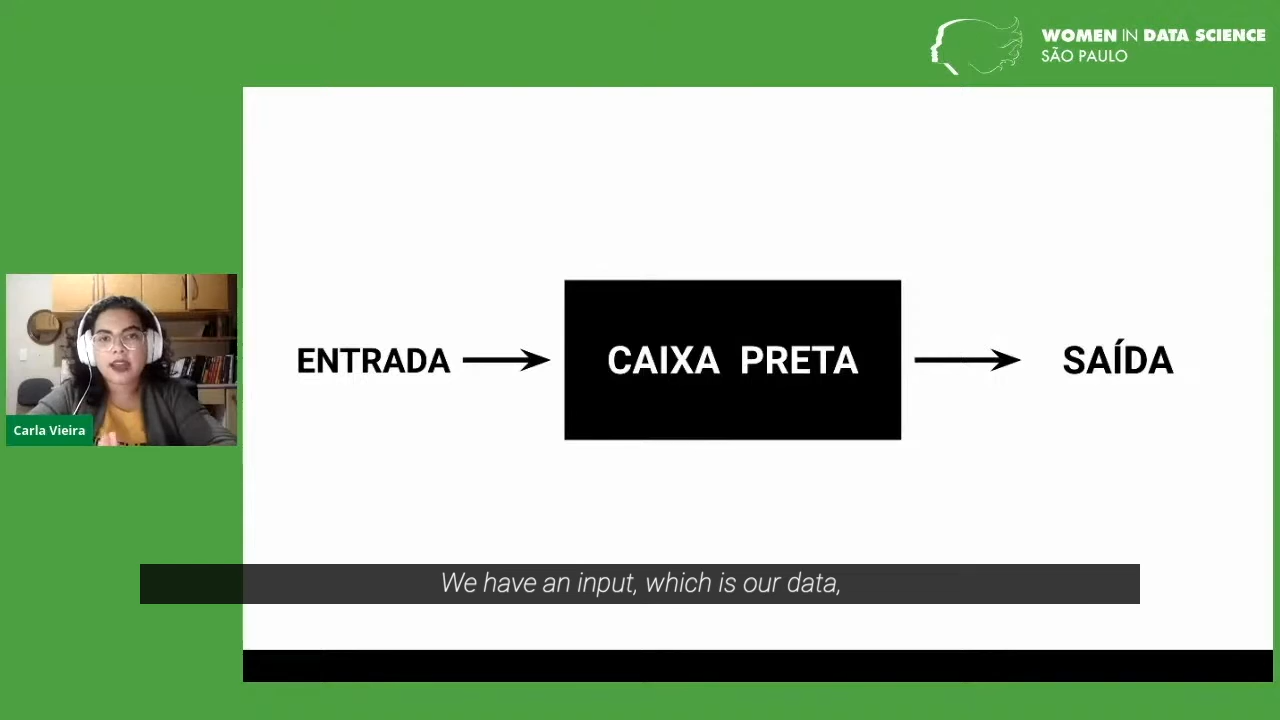 WOMEN IN DATA SCIENCE
SÃO PAULO
ENTRADA
CAIXA PRETA
SAÍDA
Carla Vieira
We have an input, which is our data,